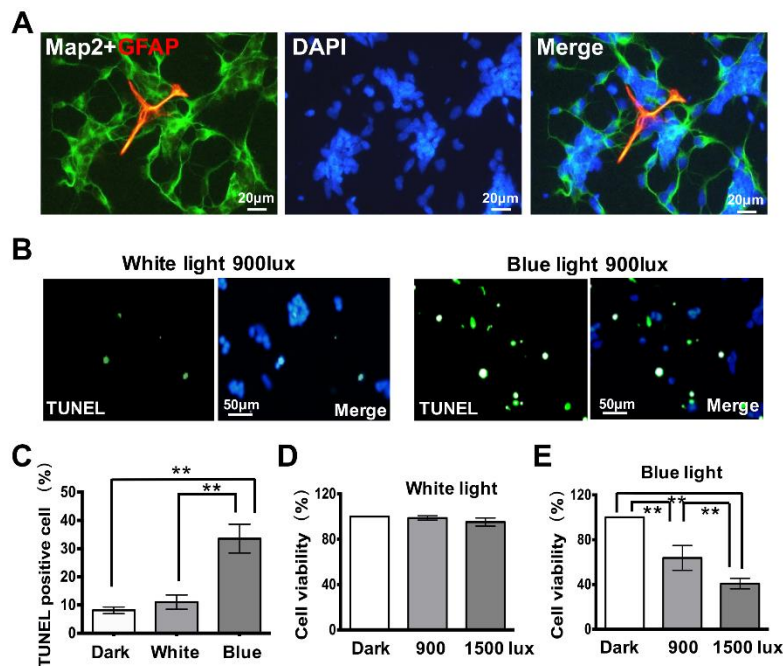 A
Map2+GFAP
DAPI
Merge
20μm
20μm
20μm
B
White light 900lux
Blue light 900lux
TUNEL
50μm
Merge
TUNEL
50μm
Merge
C
TUNEL positive cell (%)
50
40
30
20
10
0
**
**
Dark White Blue
D
White light
Cell viability (%)
120
80
40
0
Dark 900 1500 lux
E
Blue light
Cell viability (%)
120
80
40
0
**
** **
Dark 900 1500 lux